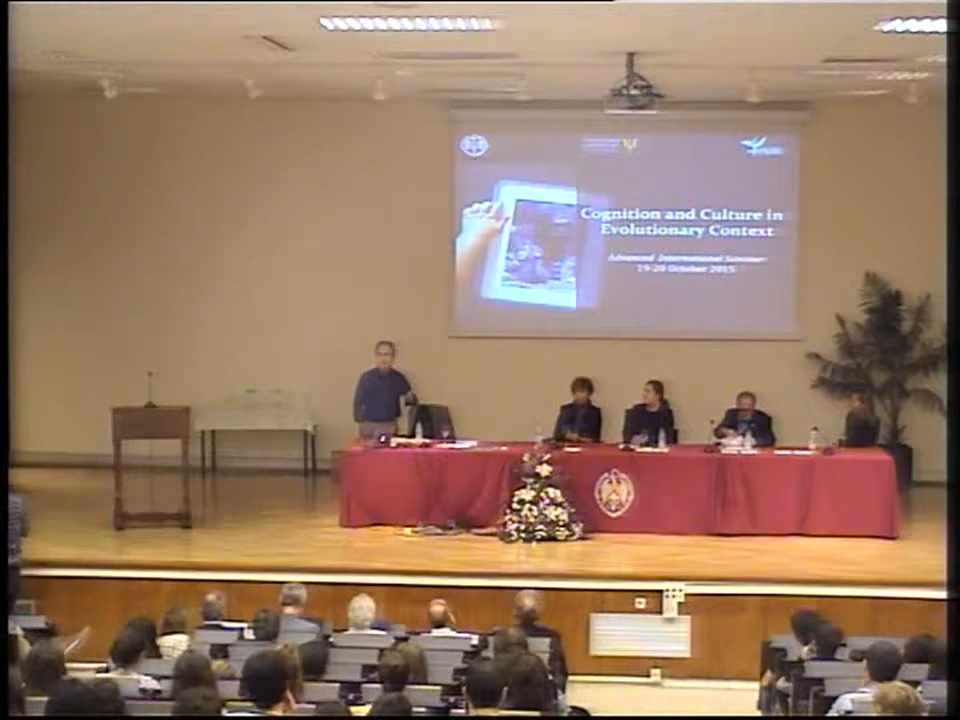 Cognition and Culture in
Evolutionary Context
Advanced International Seminar
19-20 October 2015